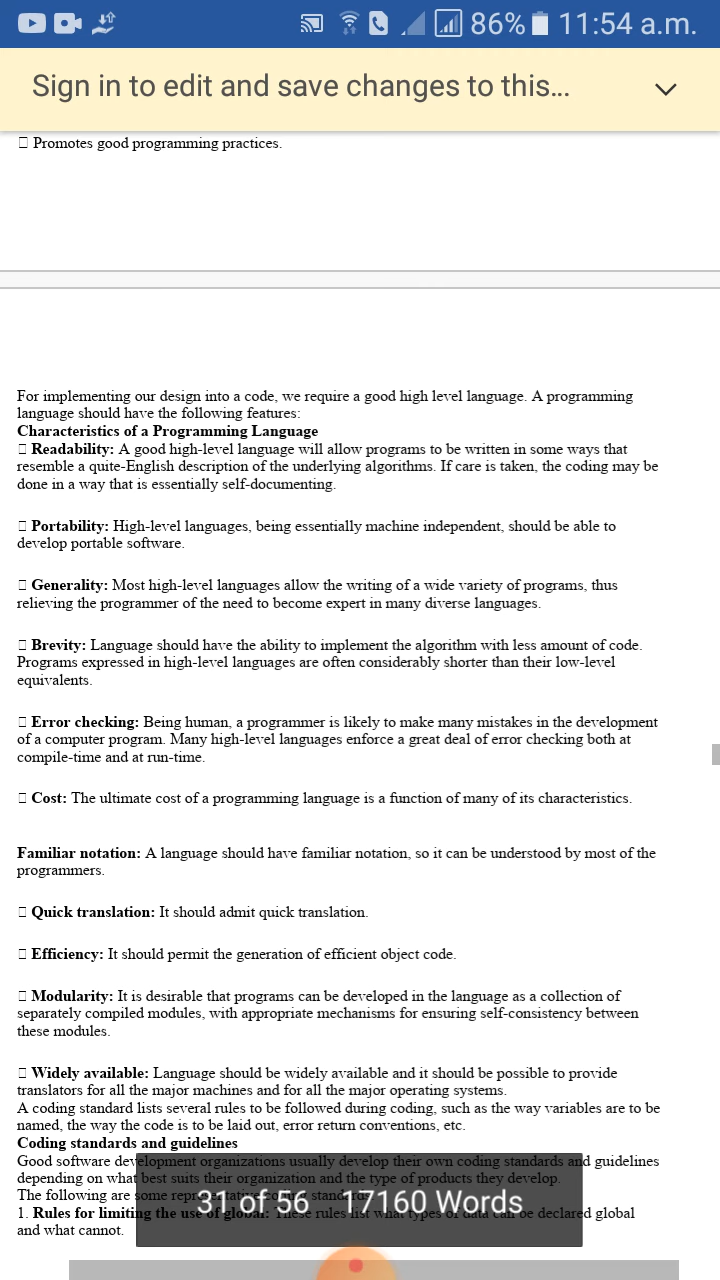 86% 11:54 a.m.
Sign in to edit and save changes to this...
Promotes good programming practices.
For implementing our design into a code, we require a good high level language. A programming
language should have the following features:
Characteristics of a Programming Language
Readability: A good high-level language will allow programs to be written in some ways that
resemble a quite-English description of the underlying algorithms. If care is taken, the coding may be
done in a way that is essentially self-documenting.
Portability: High-level languages, being essentially machine independent, should be able to
develop portable software.
Generality: Most high-level languages allow the writing of a wide variety of programs, thus
relieving the programmer of the need to become expert in many diverse languages.
Brevity: Language should have the ability to implement the algorithm with less amount of code.
Programs expressed in high-level languages are often considerably shorter than their low-level
equivalents.
Error checking: Being human, a programmer is likely to make many mistakes in the development
of a computer program. Many high-level languages enforce a great deal of error checking both at
compile-time and at run-time.
Cost: The ultimate cost of a programming language is a function of many of its characteristics.
Familiar notation: A language should have familiar notation, so it can be understood by most of the
programmers.
Quick translation: It should admit quick translation.
Efficiency: It should permit the generation of efficient object code.
Modularity: It is desirable that programs can be developed in the language as a collection of
separately compiled modules, with appropriate mechanisms for ensuring self-consistency between
these modules.
Widely available: Language should be widely available and it should be possible to provide
translators for all the major machines and for all the major operating systems.
A coding standard lists several rules to be followed during coding, such as the way variables are to be
named, the way the code is to be laid out, error return conventions, etc.
Coding standards and guidelines
Good software development organizations usually develop their own coding standards and guidelines
depending on what best suits their organization and the type of products they develop.
The following are some representative coding standards.
1. Rules for limiting the use of global: These rules list what types of data can be declared global
and what cannot.
31 of 56 17160 Words